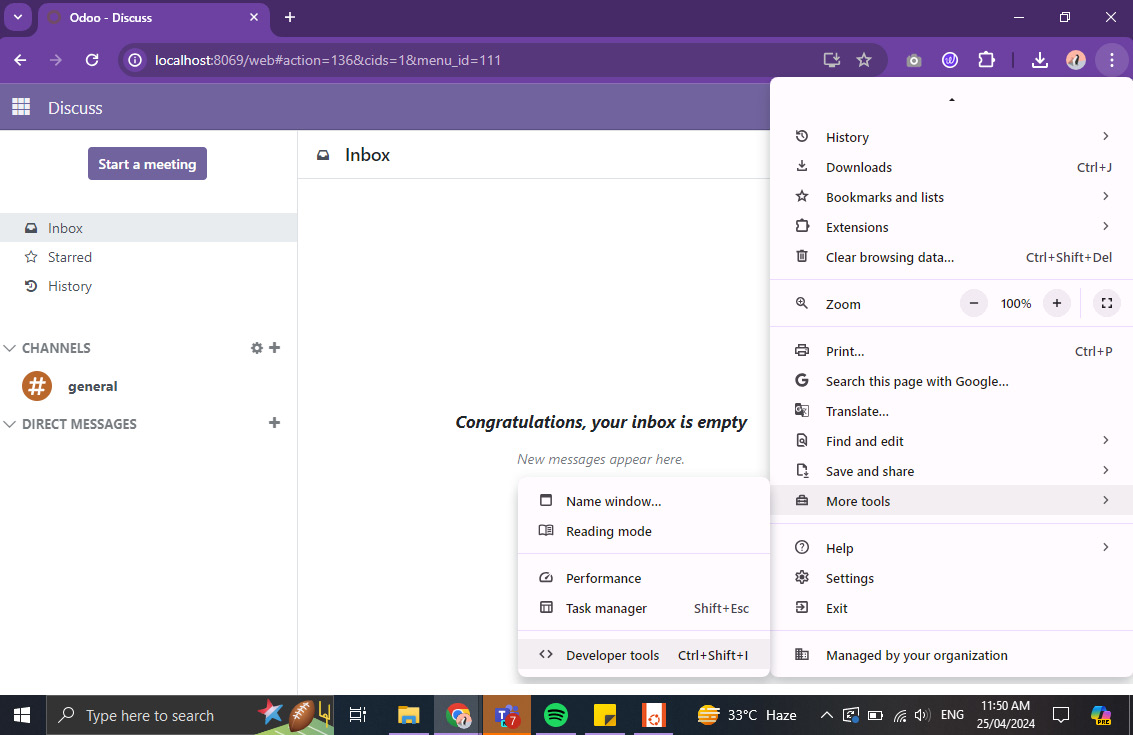 Odoo - Discuss
localhost:8069/web#action=136&cids=1&menu_id=111
Discuss
Start a meeting
Inbox
Starred
History
CHANNELS
general
DIRECT MESSAGES
Inbox
Congratulations, your inbox is empty
New messages appear here.
History
Downloads Ctrl+J
Bookmarks and lists
Extensions
Clear browsing data... Ctrl+Shift+Del
Zoom − 100% +
Print... Ctrl+P
Search this page with Google...
Translate...
Find and edit
Save and share
More tools
Help
Settings
Exit
Managed by your organization
Name window...
Reading mode
Performance
Task manager Shift+Esc
Developer tools Ctrl+Shift+I
Type here to search
7
33°C Haze
ENG
11:50 AM
25/04/2024
PRE